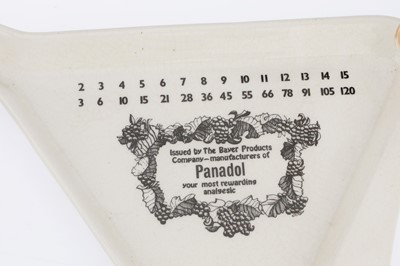 2 3 4 5 6 7 8 9 10 11 12 13 14 15
3 6 10 15 21 28 36 45 55 66 78 91 105 120
Issued by The Bayer Products
Company—manufacturers of
Panadol
your most rewarding
analgesic